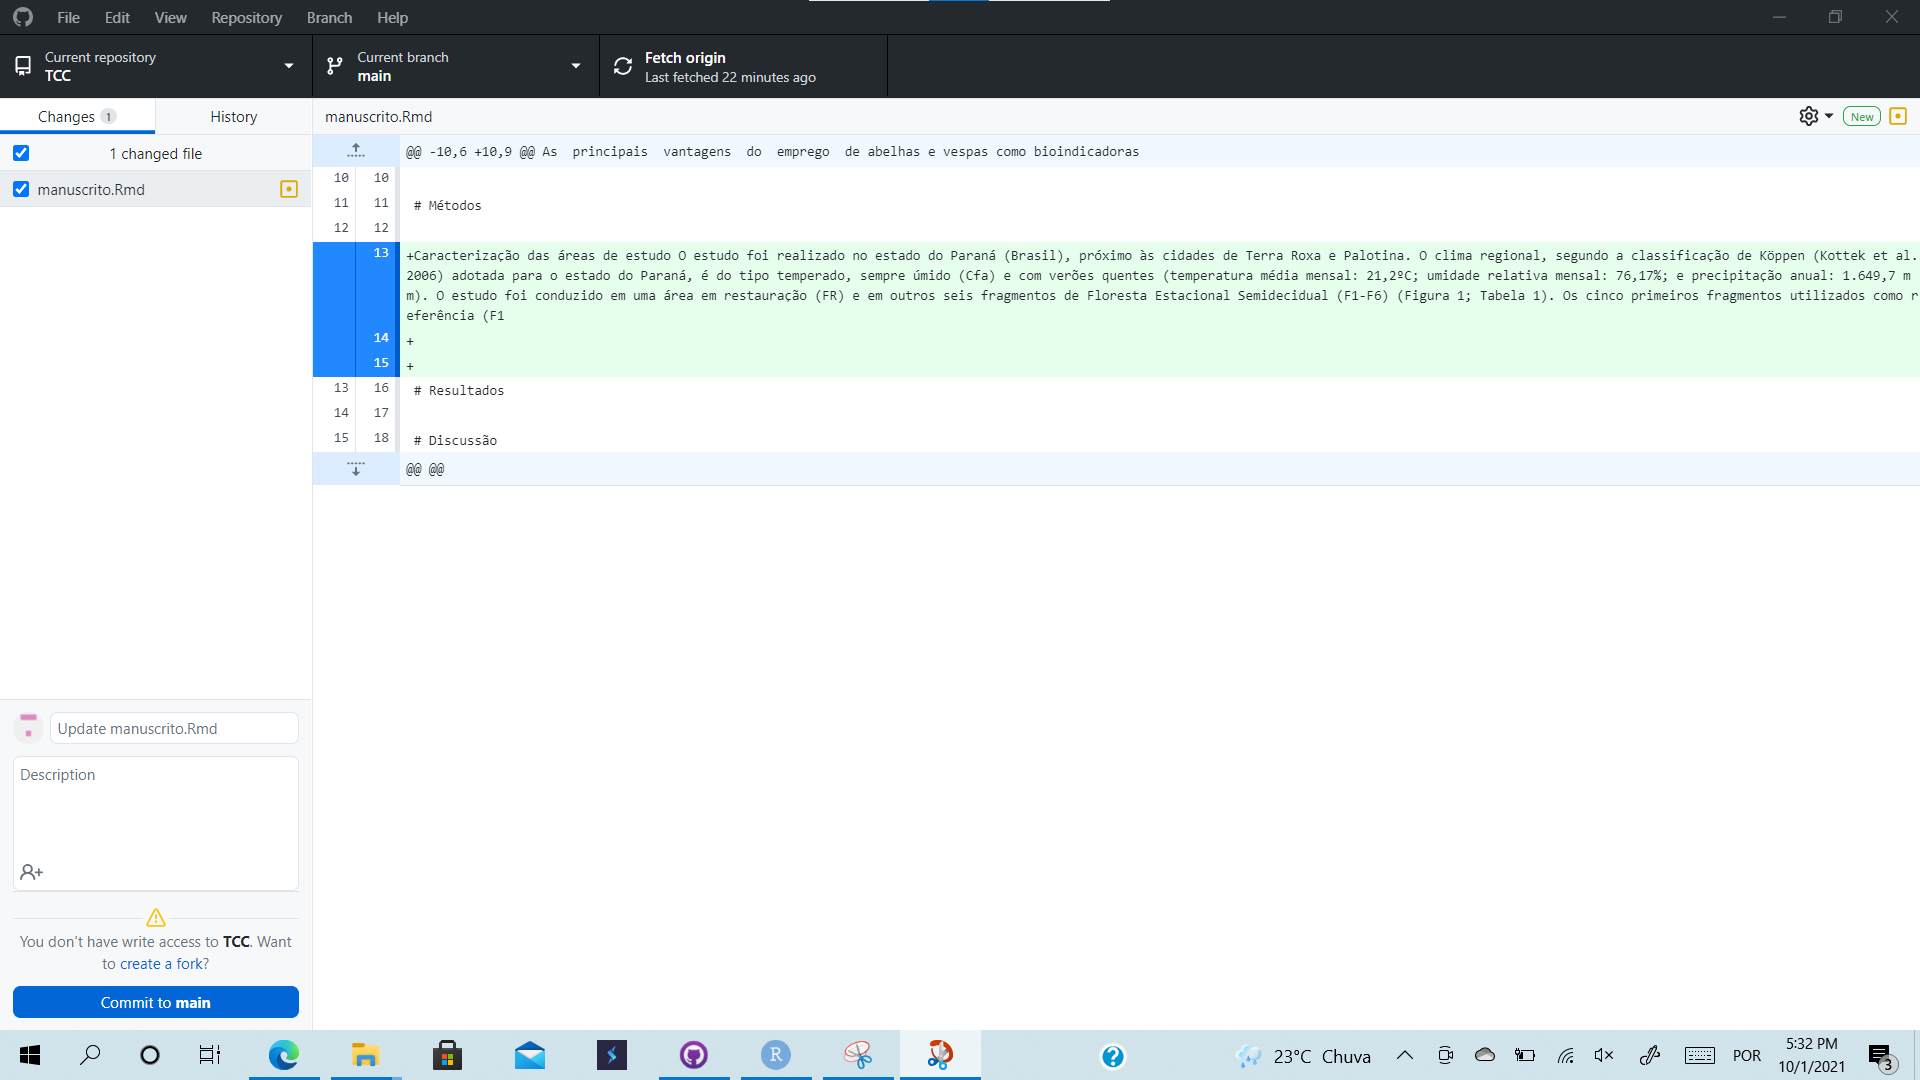 File Edit View Repository Branch Help
Current repository
TCC
Current branch
main
Fetch origin
Last fetched 22 minutes ago
Changes 1
History
manuscrito.Rmd
New
1 changed file
manuscrito.Rmd
@@ -10,6 +10,9 @@ As principais vantagens do emprego de abelhas e vespas como bioindicadoras
10 10
11 11 # Métodos
12 12
13 +Caracterização das áreas de estudo O estudo foi realizado no estado do Paraná (Brasil), próximo às cidades de Terra Roxa e Palotina. O clima regional, segundo a classificação de Köppen (Kottek et al.
2006) adotada para o estado do Paraná, é do tipo temperado, sempre úmido (Cfa) e com verões quentes (temperatura média mensal: 21,2ºC; umidade relativa mensal: 76,17%; e precipitação anual: 1.649,7 m
m). O estudo foi conduzido em uma área em restauração (FR) e em outros seis fragmentos de Floresta Estacional Semidecidual (F1-F6) (Figura 1; Tabela 1). Os cinco primeiros fragmentos utilizados como r
eferência (F1
14 +
15 +
13 16 # Resultados
14 17
15 18 # Discussão
@@ @@
Update manuscrito.Rmd
Description
You don't have write access to TCC. Want
to create a fork?
Commit to main
R
23°C Chuva
POR
5:32 PM
10/1/2021
3